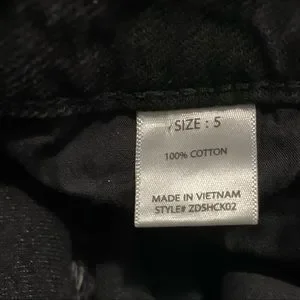 SIZE : 5
100% COTTON
MADE IN VIETNAM
STYLE# ZDSHCK02